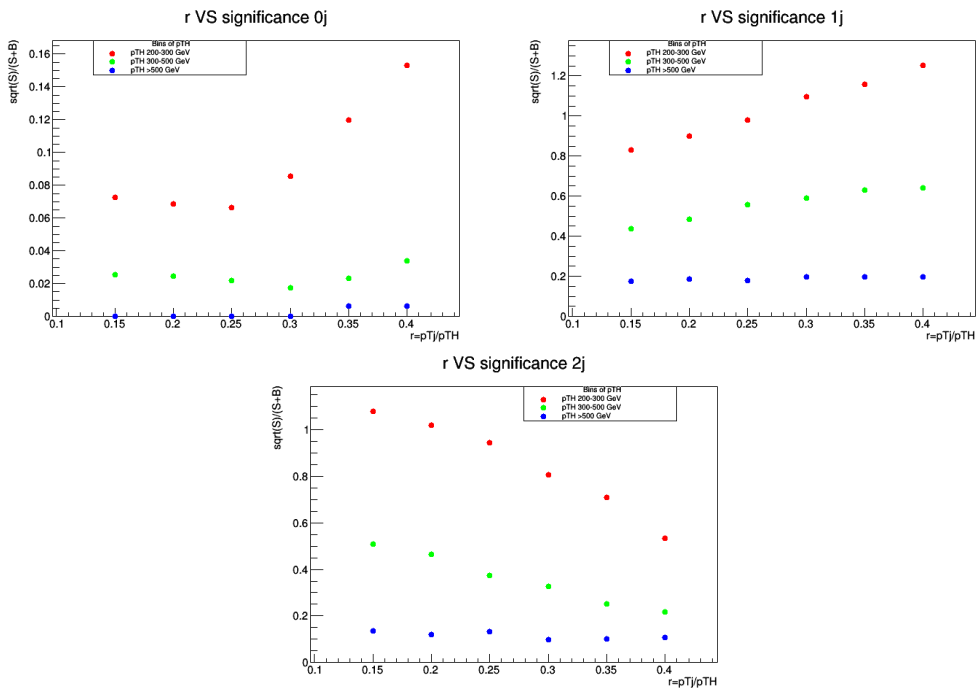 r VS significance 0j
sqrt(S)/(S+B)
Bins of pTH
pTH 200-300 GeV
pTH 300-500 GeV
pTH >500 GeV
0.16
0.14
0.12
0.1
0.08
0.06
0.04
0.02
0
0.1 0.15 0.2 0.25 0.3 0.35 0.4
r=pTj/pTH
r VS significance 1j
sqrt(S)/(S+B)
Bins of pTH
pTH 200-300 GeV
pTH 300-500 GeV
pTH >500 GeV
1.2
1
0.8
0.6
0.4
0.2
0
0.1 0.15 0.2 0.25 0.3 0.35 0.4
r=pTj/pTH
r VS significance 2j
sqrt(S)/(S+B)
Bins of pTH
pTH 200-300 GeV
pTH 300-500 GeV
pTH >500 GeV
1
0.8
0.6
0.4
0.2
0
0.1 0.15 0.2 0.25 0.3 0.35 0.4
r=pTj/pTH